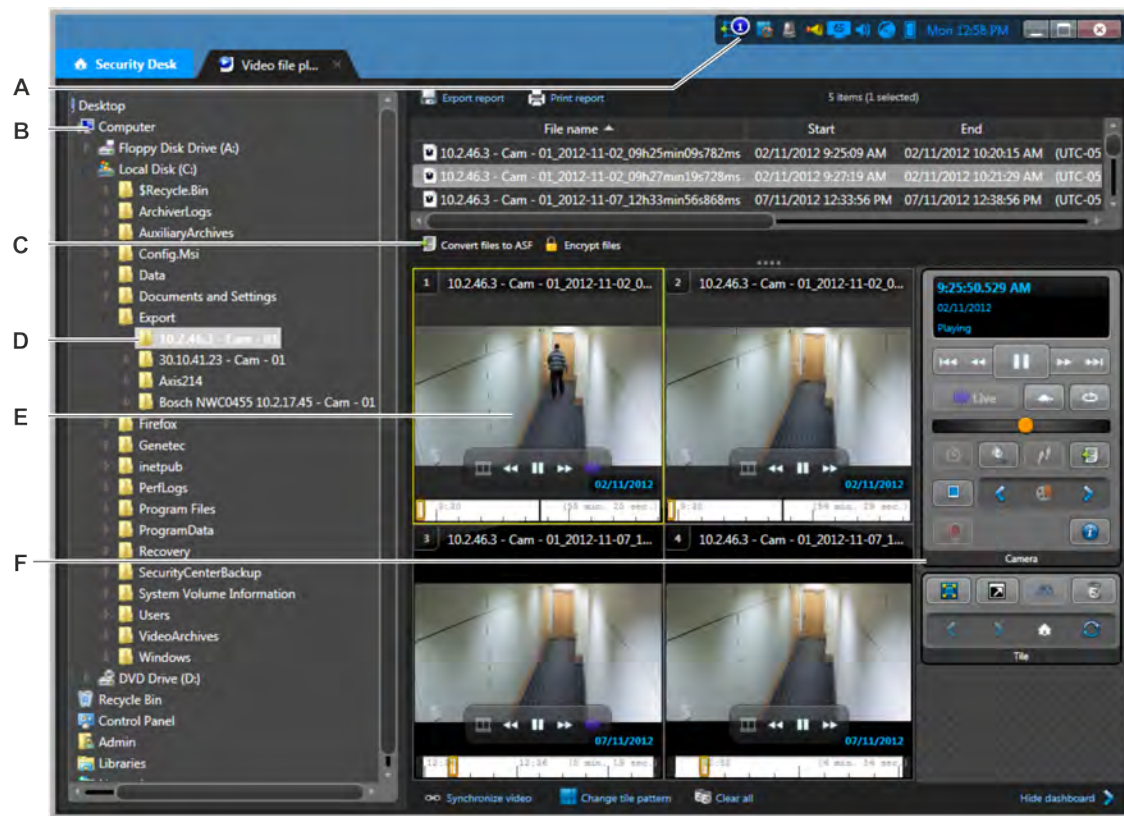 1
Mon 12:58 PM
Security Desk
Video file pl...
A
B
C
D
E
F
Desktop
Computer
Floppy Disk Drive (A:)
Local Disk (C:)
$Recycle.Bin
ArchiverLogs
AuxiliaryArchives
Config.Msi
Data
Documents and Settings
Export
10.2.46.3 - Cam - 01
30.10.41.23 - Cam - 01
Axis214
Bosch NWC0455 10.2.17.45 - Cam - 01
Firefox
Genetec
inetpub
PerfLogs
Program Files
ProgramData
Recovery
SecurityCenterBackup
System Volume Information
Users
VideoArchives
Windows
DVD Drive (D:)
Recycle Bin
Control Panel
Admin
Libraries
Export report Print report 5 items (1 selected)
File name Start End
10.2.46.3 - Cam - 01_2012-11-02_09h25min09s782ms 02/11/2012 9:25:09 AM 02/11/2012 10:20:15 AM (UTC-05
10.2.46.3 - Cam - 01_2012-11-02_09h27min19s728ms 02/11/2012 9:27:19 AM 02/11/2012 10:21:29 AM (UTC-05
10.2.46.3 - Cam - 01_2012-11-07_12h33min56s868ms 07/11/2012 12:33:56 PM 07/11/2012 12:38:56 PM (UTC-05
Convert files to ASF Encrypt files
1 10.2.46.3 - Cam - 01_2012-11-02_0...
02/11/2012
2 10.2.46.3 - Cam - 01_2012-11-02_0...
02/11/2012
3 10.2.46.3 - Cam - 01_2012-11-07_1...
07/11/2012
12:36
4 10.2.46.3 - Cam - 01_2012-11-07_1...
07/11/2012
9:25:50.529 AM
02/11/2012
Playing
Live
Camera
Tile
Synchronize video Change tile pattern Clear all Hide dashboard